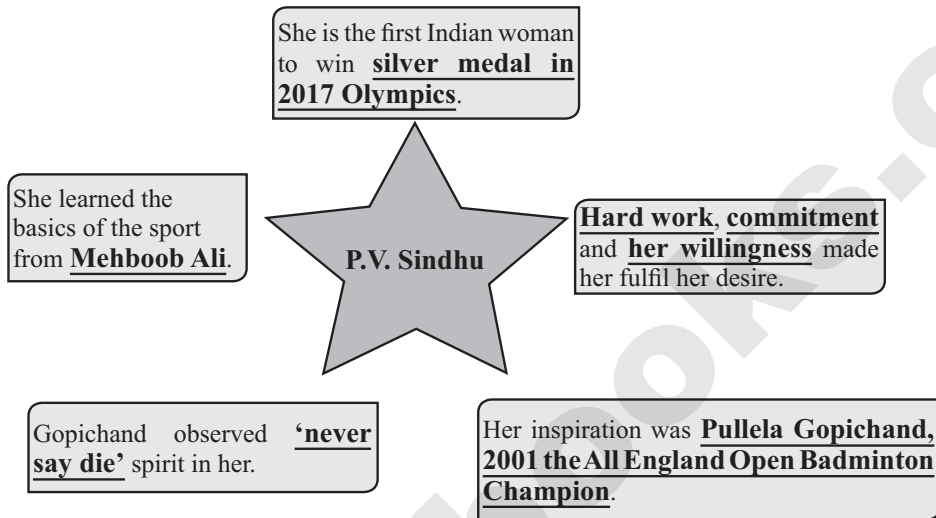 She is the first Indian woman
to win silver medal in
2017 Olympics.
She learned the
basics of the sport
from Mehboob Ali.
P.V. Sindhu
Hard work, commitment
and her willingness made
her fulfil her desire.
Gopichand observed ‘never
say die’ spirit in her.
Her inspiration was Pullela Gopichand,
2001 the All England Open Badminton
Champion.